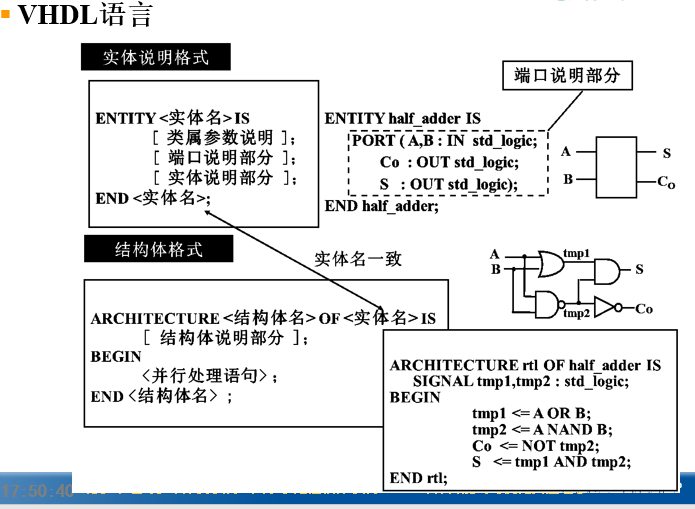 VHDL语言
实体说明格式
ENTITY <实体名> IS
[ 类属参数说明 ];
[ 端口说明部分 ];
[ 实体说明部分 ];
END <实体名>;
端口说明部分
ENTITY half_adder IS
PORT ( A,B : IN std_logic;
Co : OUT std_logic;
S : OUT std_logic);
END half_adder;
A
S
B
Co
结构体格式
实体名一致
ARCHITECTURE <结构体名> OF <实体名> IS
[ 结构体说明部分 ];
BEGIN
<并行处理语句> ;
END <结构体名> ;
A
tmp1
B
S
tmp2
Co
ARCHITECTURE rtl OF half_adder IS
SIGNAL tmp1,tmp2 : std_logic;
BEGIN
tmp1 <= A OR B;
tmp2 <= A NAND B;
Co <= NOT tmp2;
S <= tmp1 AND tmp2;
END rtl;
17:50:40